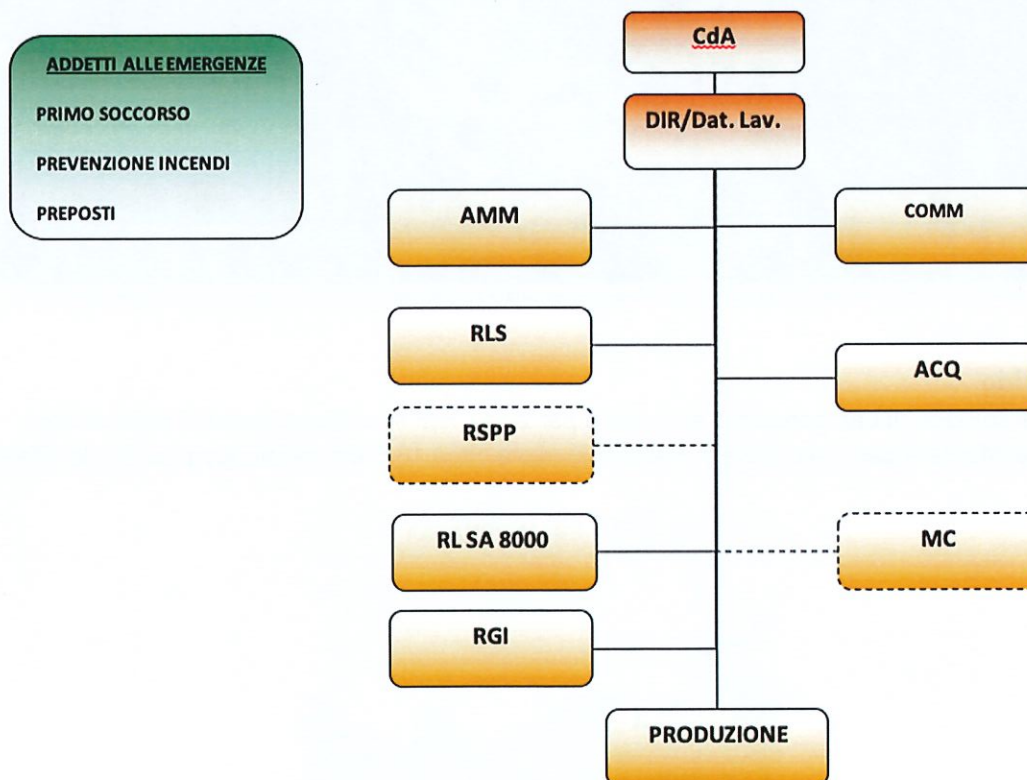 CdA
ADDETTI ALLE EMERGENZE
PRIMO SOCCORSO
PREVENZIONE INCENDI
PREPOSTI
DIR/Dat. Lav.
AMM
COMM
RLS
ACQ
RSPP
RL SA 8000
MC
RGI
PRODUZIONE